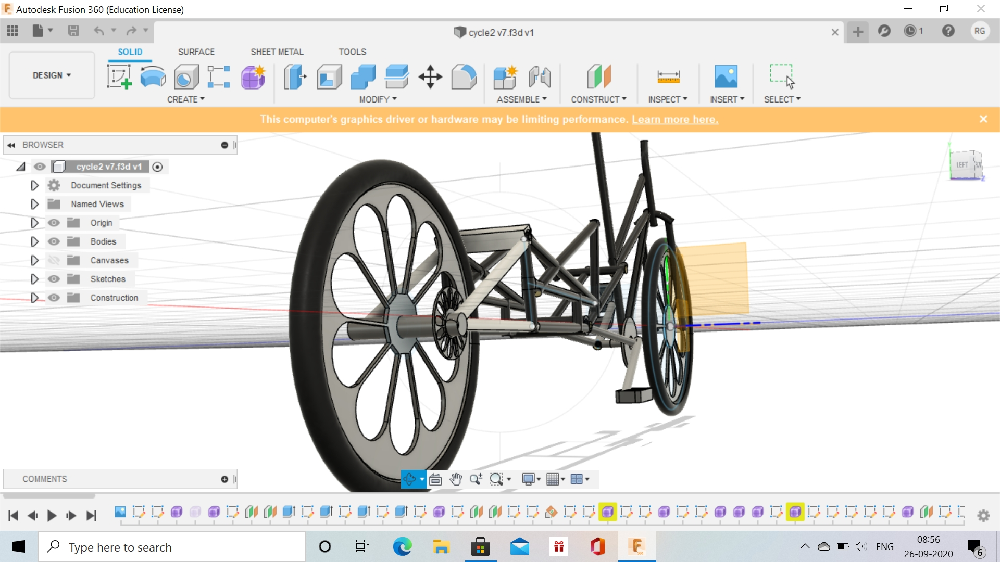 Autodesk Fusion 360 (Education License)
cycle2 v7.f3d v1
1
RG
SOLID
SURFACE
SHEET METAL
TOOLS
DESIGN
CREATE
MODIFY
ASSEMBLE
CONSTRUCT
INSPECT
INSERT
SELECT
This computer's graphics driver or hardware may be limiting performance. Learn more here.
BROWSER
cycle2 v7.f3d v1
Document Settings
Named Views
Origin
Bodies
Canvases
Sketches
Construction
Y
LEFT
Z
COMMENTS
Type here to search
F
360
ENG
08:56
26-09-2020
6